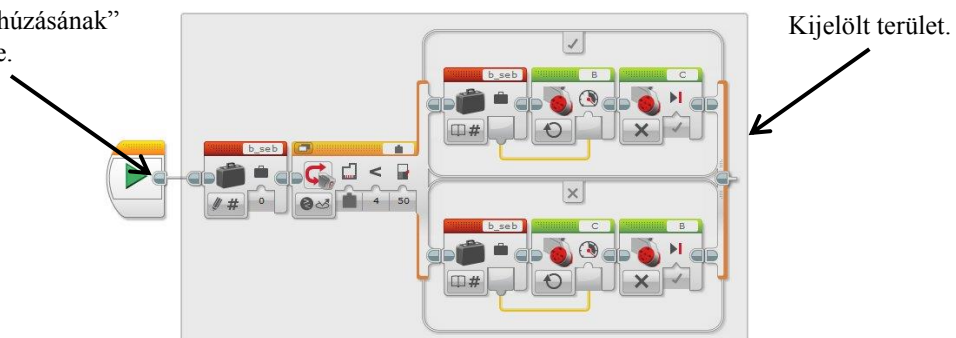 húzásának”
e.
Kijelölt terület.
b_seb
B
C
b_seb
#
0
4
50
#
b_seb
C
B
#